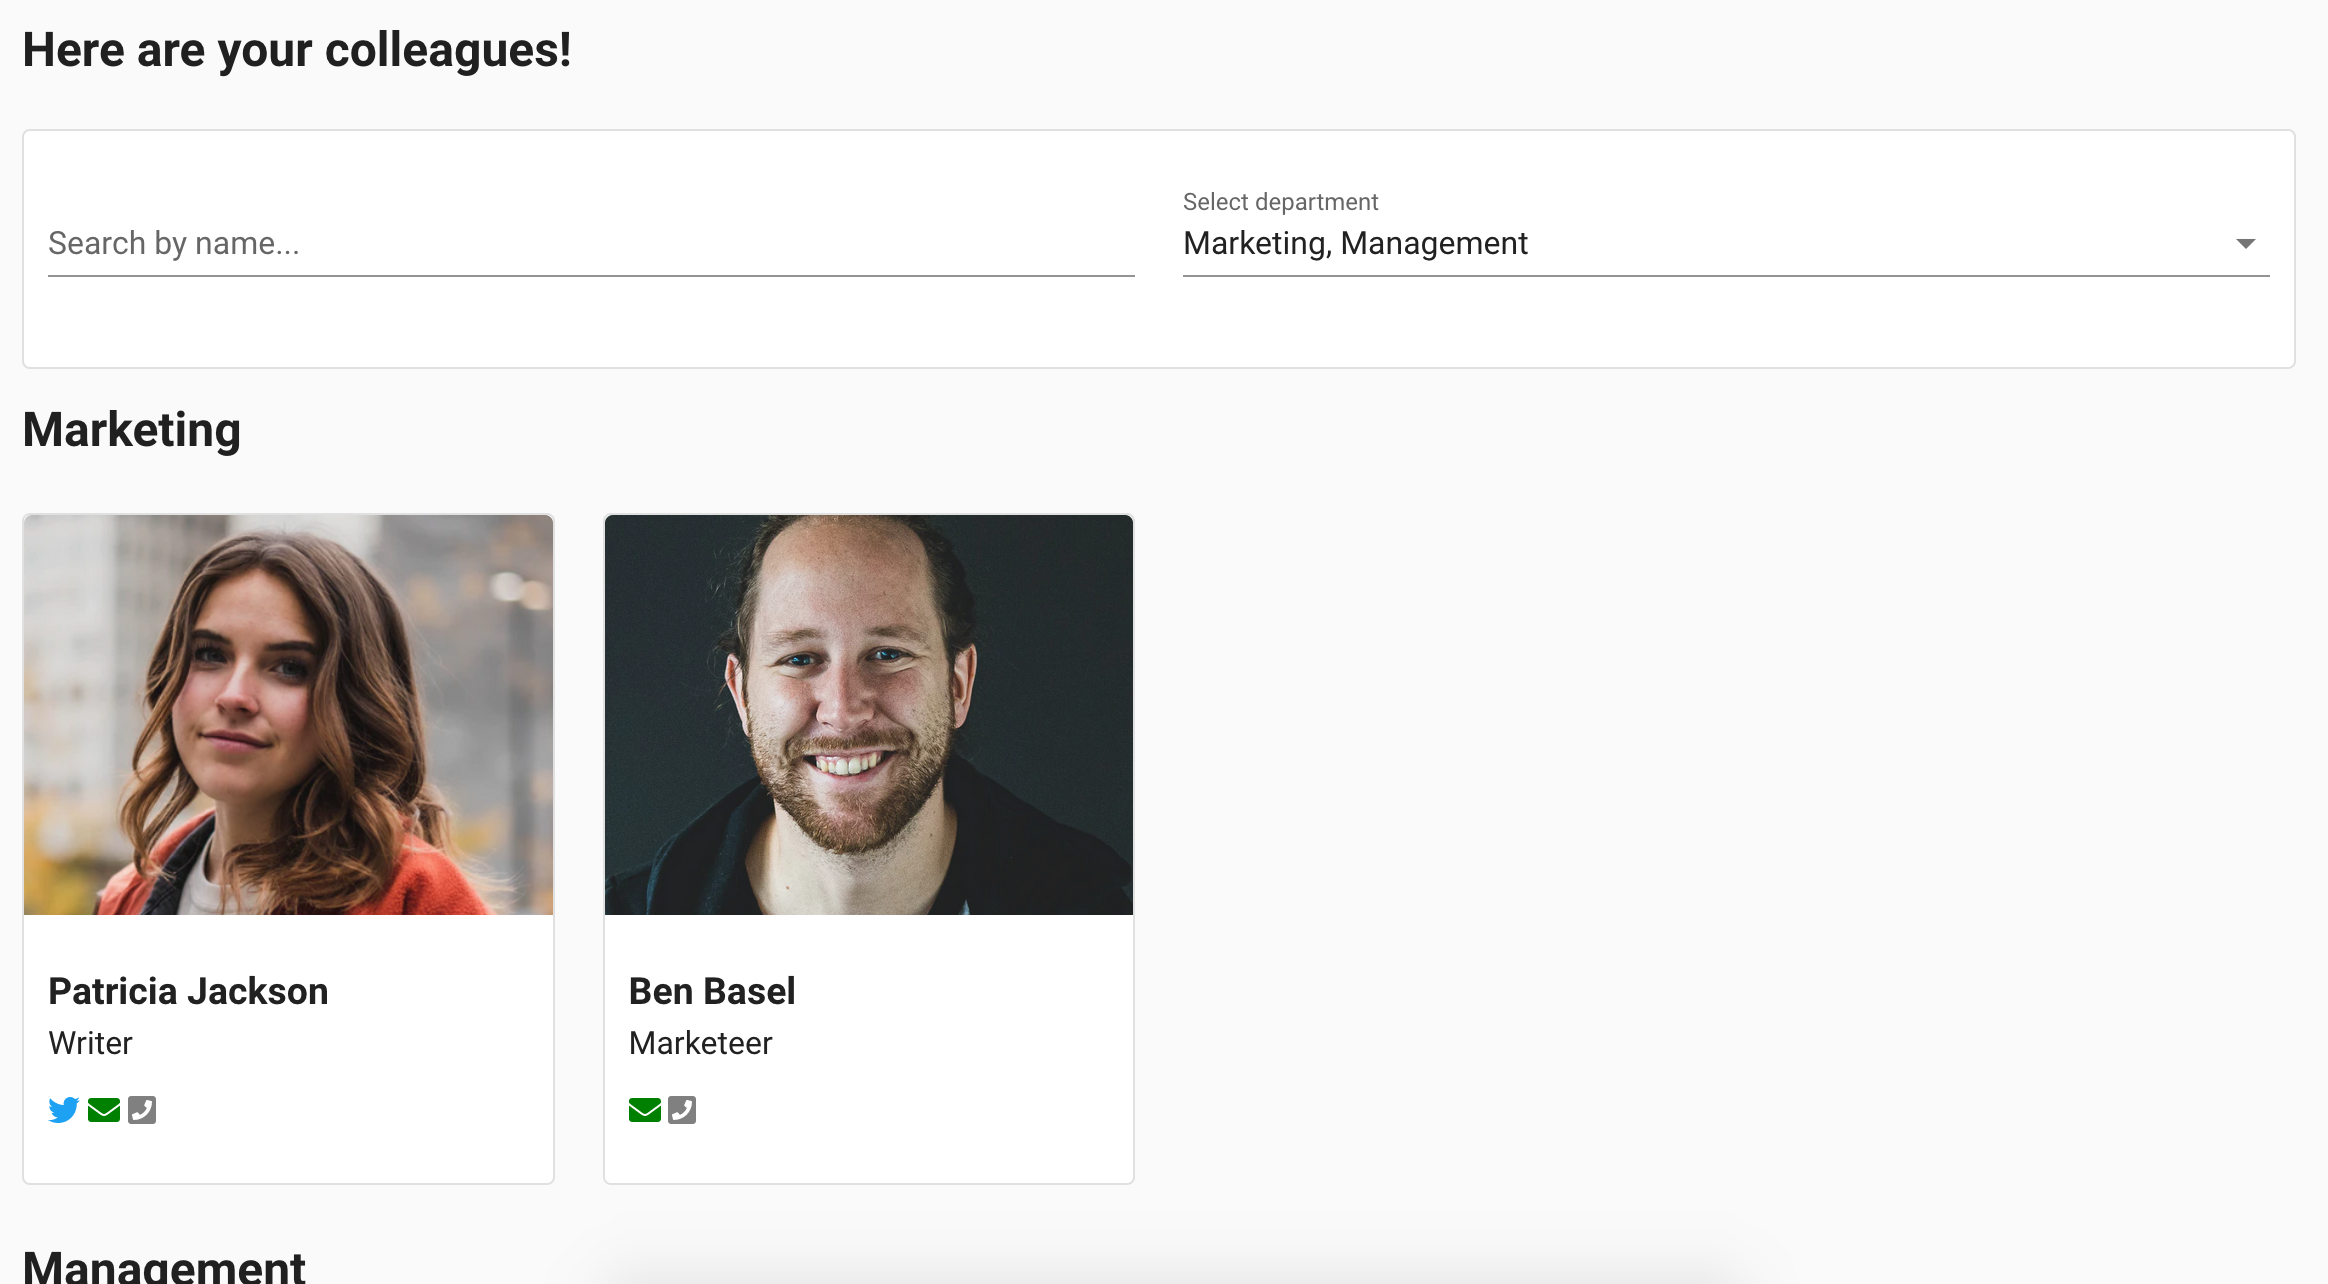 Here are your colleagues!
Select department
Search by name...
Marketing, Management
Marketing
Patricia Jackson
Writer
Ben Basel
Marketeer
Management